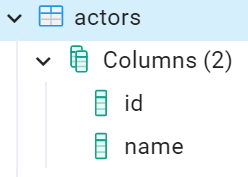 actors
Columns (2)
id
name